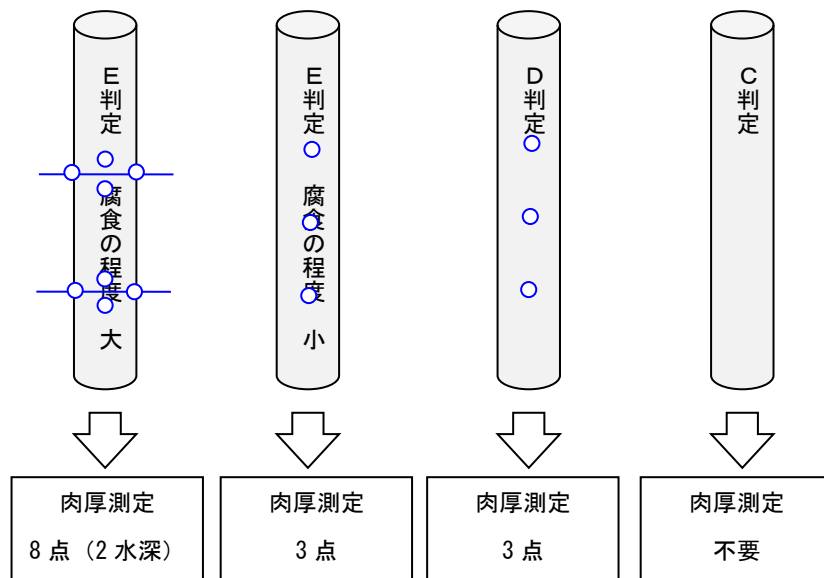 E判定 腐食の程度 大
E判定 腐食の程度 小
D判定
C判定
肉厚測定
8点（2水深）
肉厚測定
3点
肉厚測定
3点
肉厚測定
不要